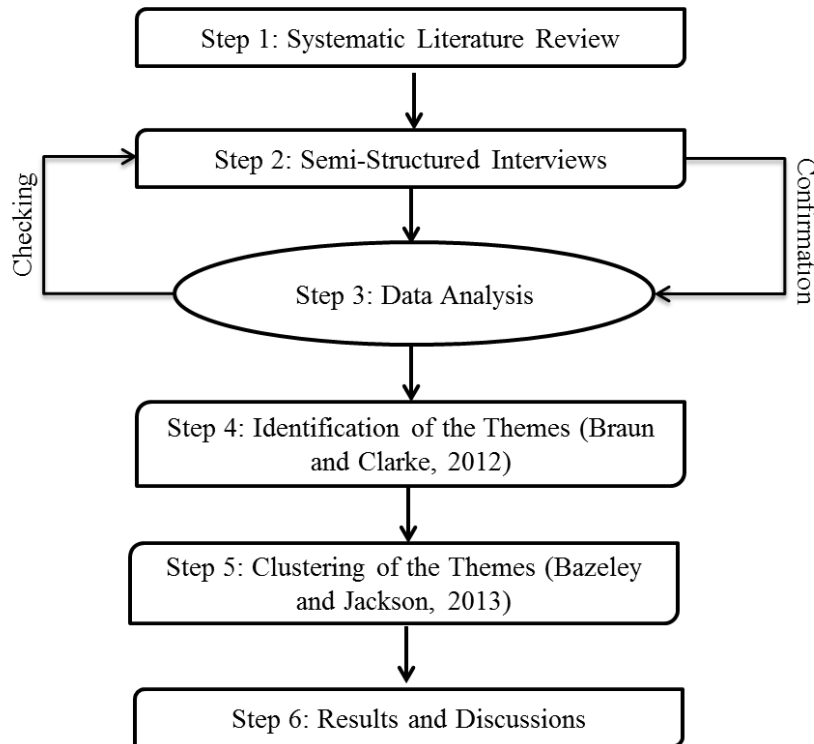 Step 1: Systematic Literature Review
Step 2: Semi-Structured Interviews
Checking
Confirmation
Step 3: Data Analysis
Step 4: Identification of the Themes (Braun
and Clarke, 2012)
Step 5: Clustering of the Themes (Bazeley
and Jackson, 2013)
Step 6: Results and Discussions